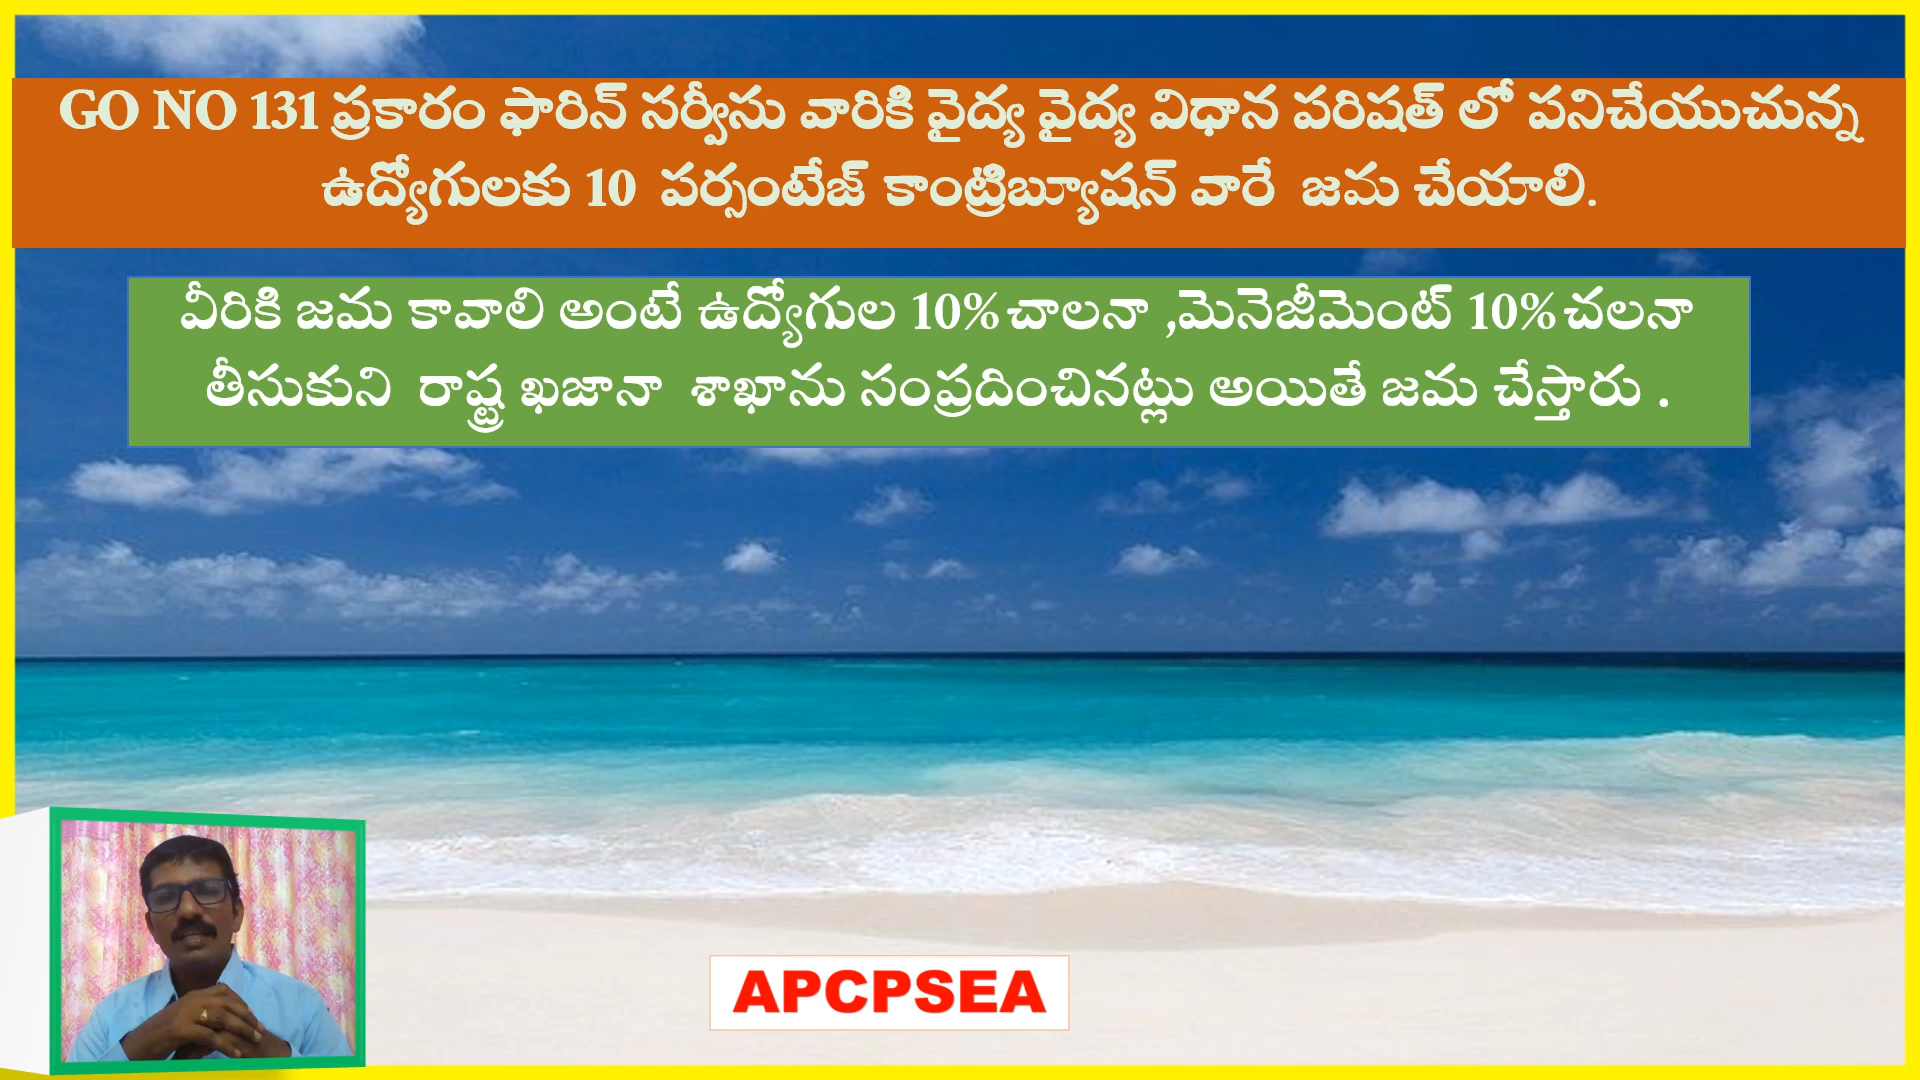 GO NO 131 ప్రకారం ఫారిన్ సర్వీసు వారికి వైద్య వైద్య విధాన పరిషత్ లో పనిచేయుచున్న
ఉద్యోగులకు 10 పర్సంటేజ్ కాంట్రిబ్యూషన్ వారే జమ చేయాలి.
వీరికి జమ కావాలి అంటే ఉద్యోగుల 10%చాలనా ,మెనెజీమెంట్ 10%చలనా
తీసుకుని రాష్ట్ర ఖజానా శాఖాను సంప్రదించినట్లు అయితే జమ చేస్తారు .
APCPSEA